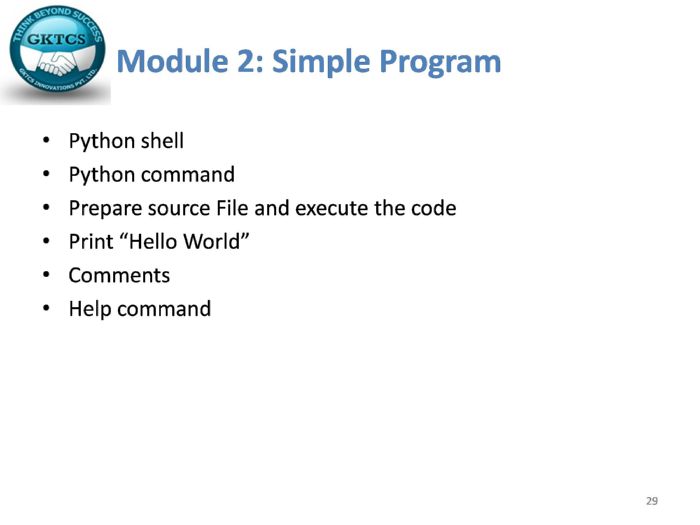 THINK BEYOND SUCCESS
GKTCS
GKTCS INNOVATIONS PVT. LTD.
Module 2: Simple Program
• Python shell
• Python command
• Prepare source File and execute the code
• Print “Hello World”
• Comments
• Help command
29